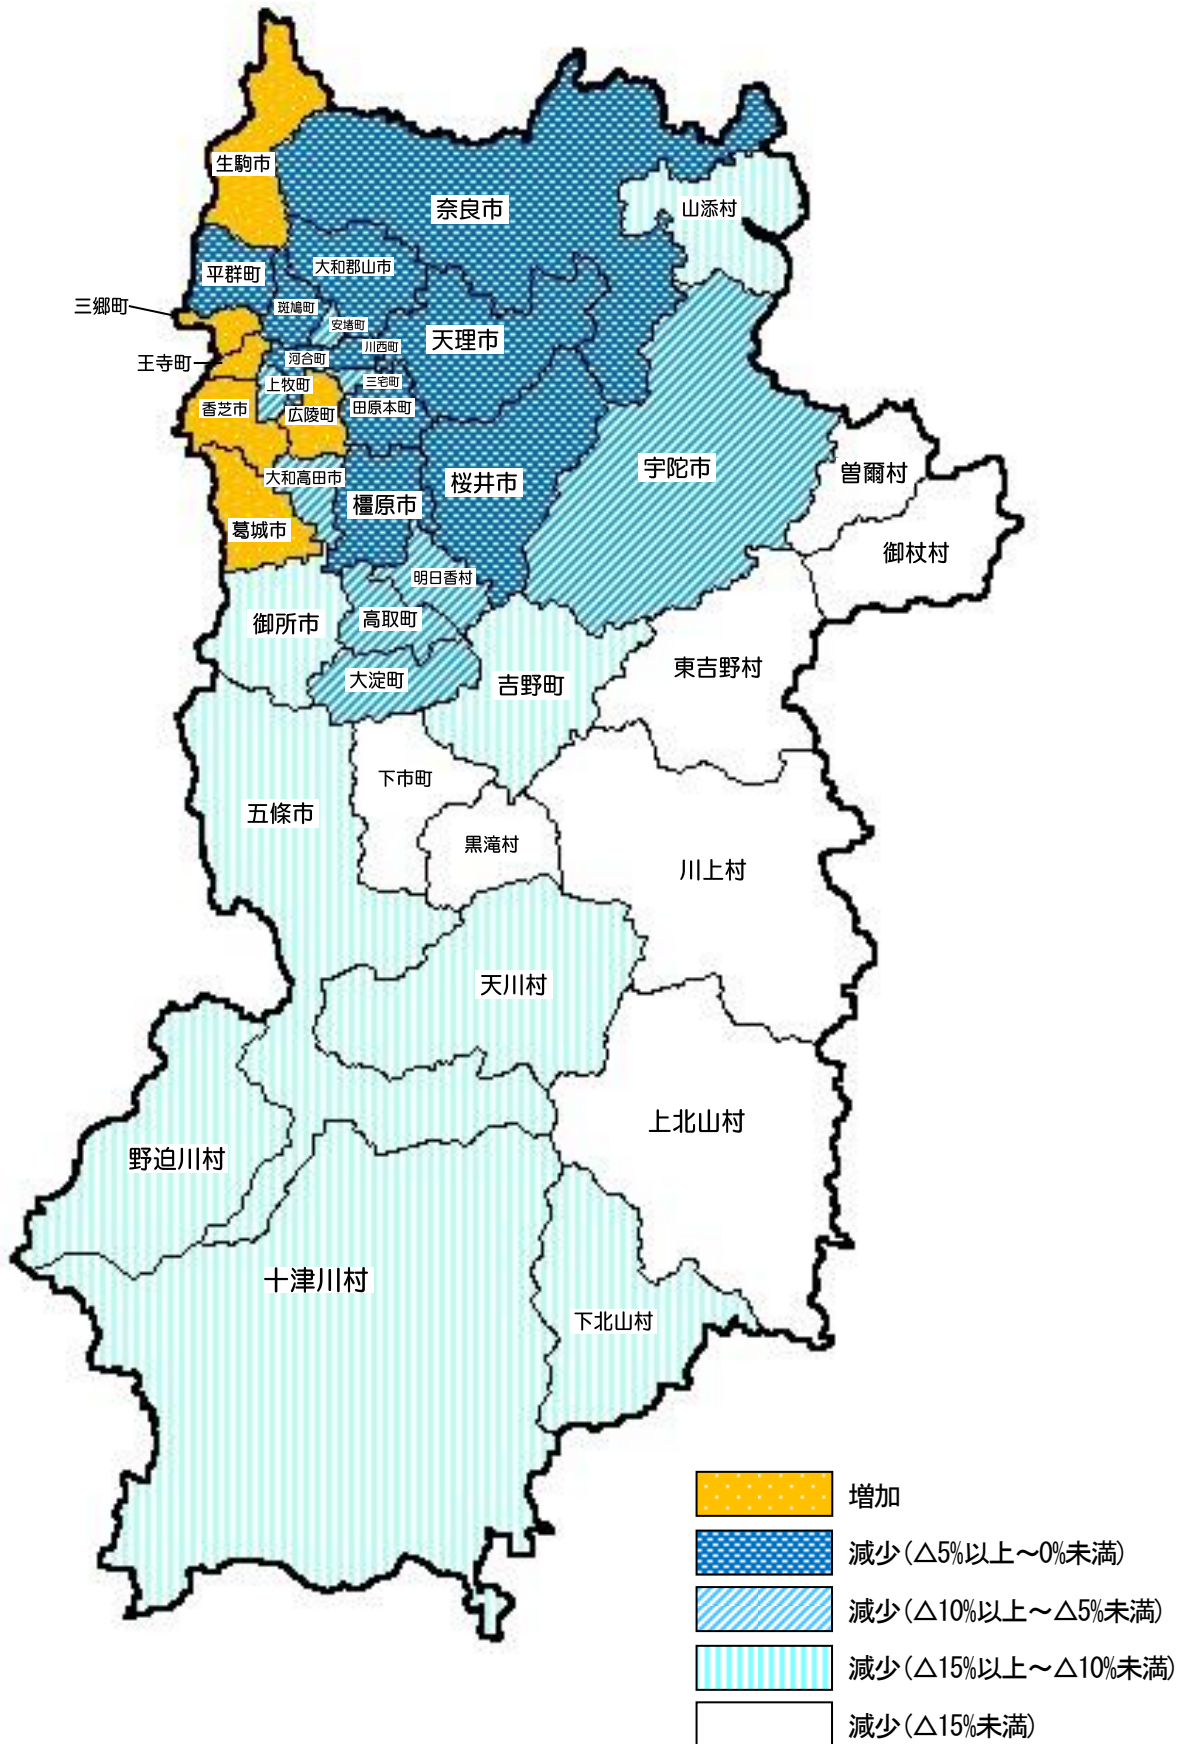 生駒市
奈良市
山添村
平群町
大和郡山市
三郷町
斑鳩町
安堵町
天理市
川西町
王寺町
河合町
上牧町
三宅町
香芝市
広陵町
田原本町
大和高田市
橿原市
桜井市
宇陀市
曽爾村
葛城市
御杖村
明日香村
御所市
高取町
大淀町
吉野町
東吉野村
下市町
五條市
黒滝村
川上村
天川村
上北山村
野迫川村
十津川村
下北山村
増加
減少(△5%以上～0%未満)
減少(△10%以上～△5%未満)
減少(△15%以上～△10%未満)
減少(△15%未満)